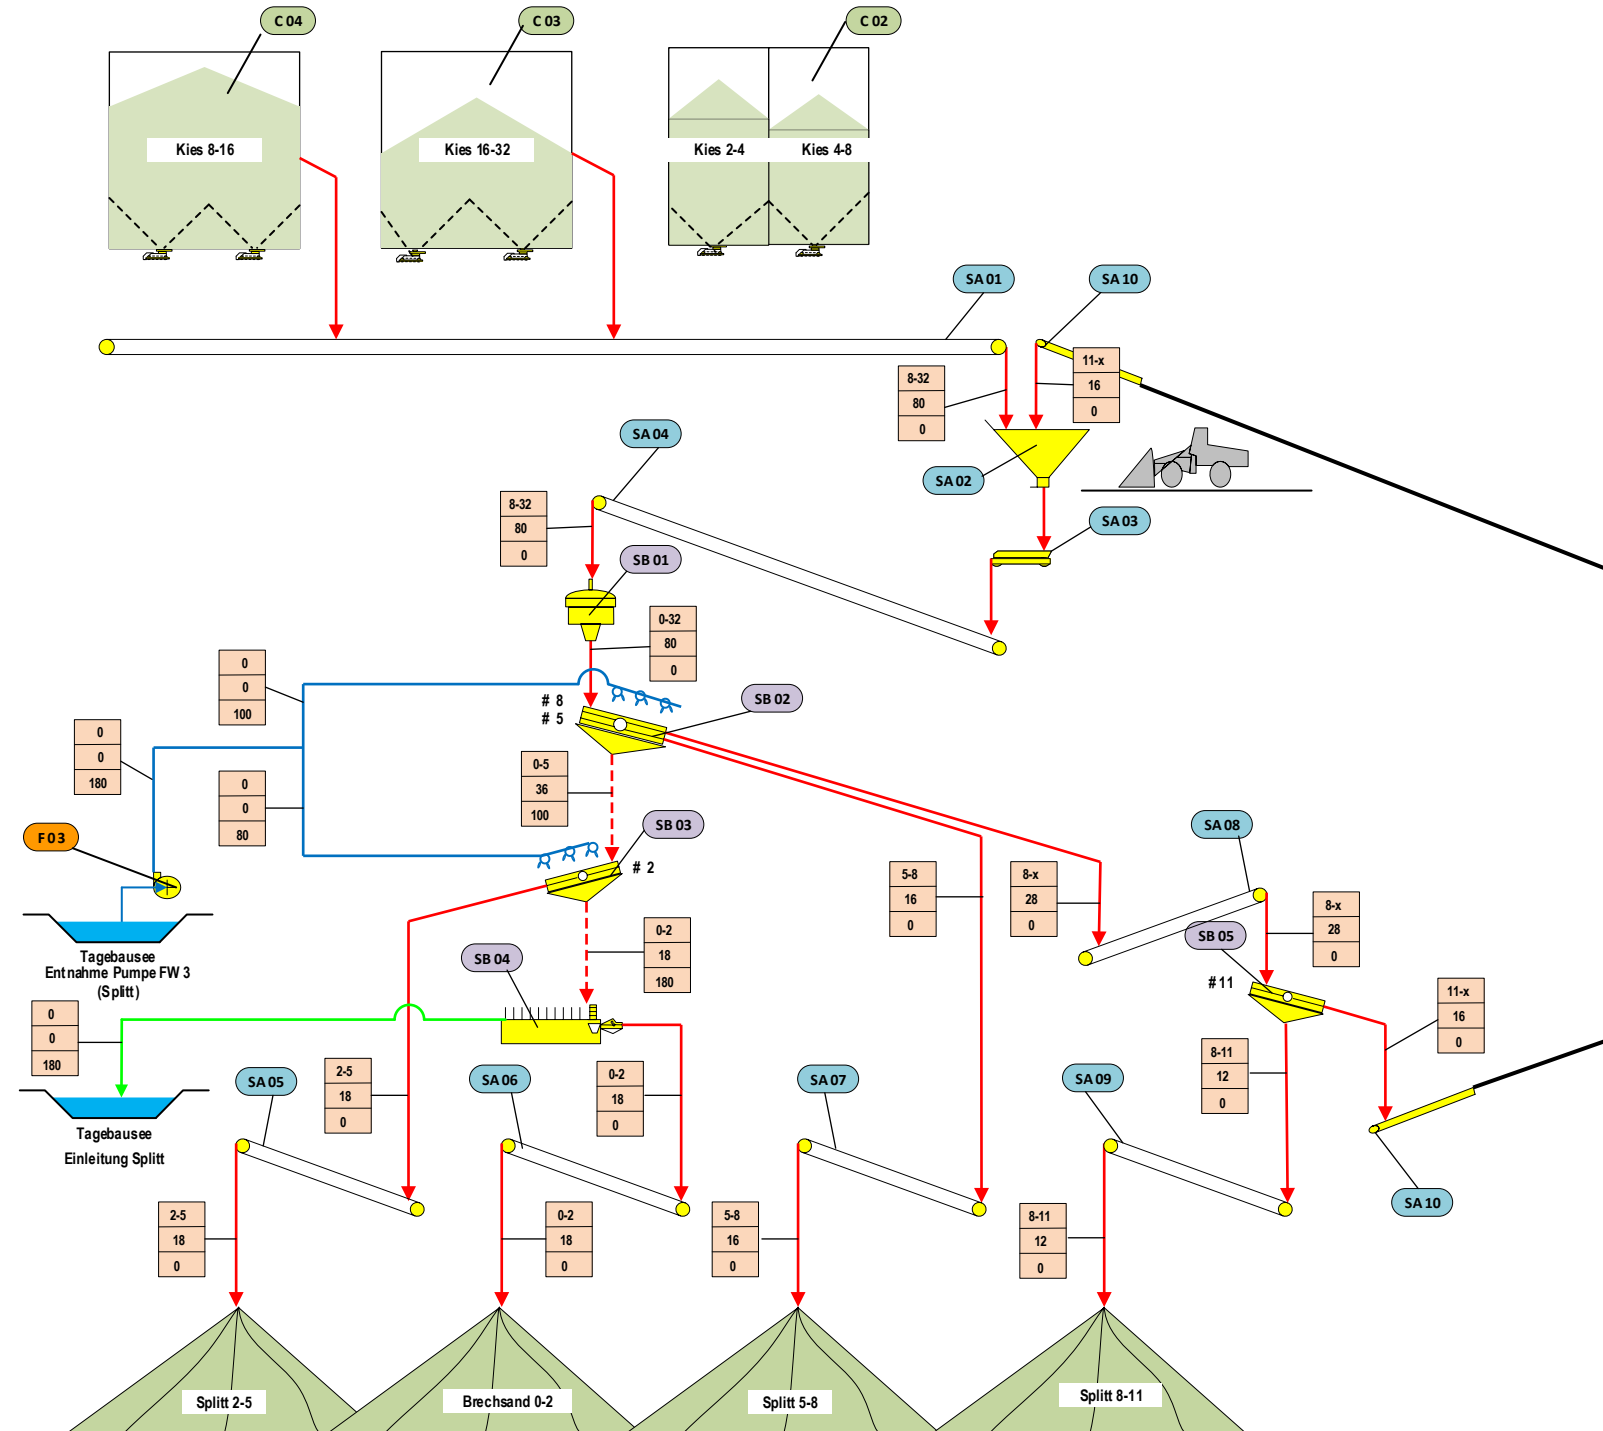 C 04
C 03
C 02
Kies 8-16
Kies 16-32
Kies 2-4
Kies 4-8
SA 01
SA 10
8-32
80
0
11-x
16
0
SA 04
SA 02
SA 03
8-32
80
0
SB 01
0-32
80
0
0
0
100
# 8
# 5
SB 02
0
0
180
0-5
36
100
0
0
80
F 03
SB 03
# 2
SA 08
5-8
16
0
8-x
28
0
8-x
28
0
SB 05
# 11
Tagebausee
Entnahme Pumpe FW 3
(Splitt)
SB 04
0-2
18
180
11-x
16
0
0
0
180
8-11
12
0
SA 05
2-5
18
0
SA 06
0-2
18
0
SA 07
SA 09
Tagebausee
Einleitung Splitt
SA 10
2-5
18
0
0-2
18
0
5-8
16
0
8-11
12
0
Splitt 2-5
Brechsand 0-2
Splitt 5-8
Splitt 8-11